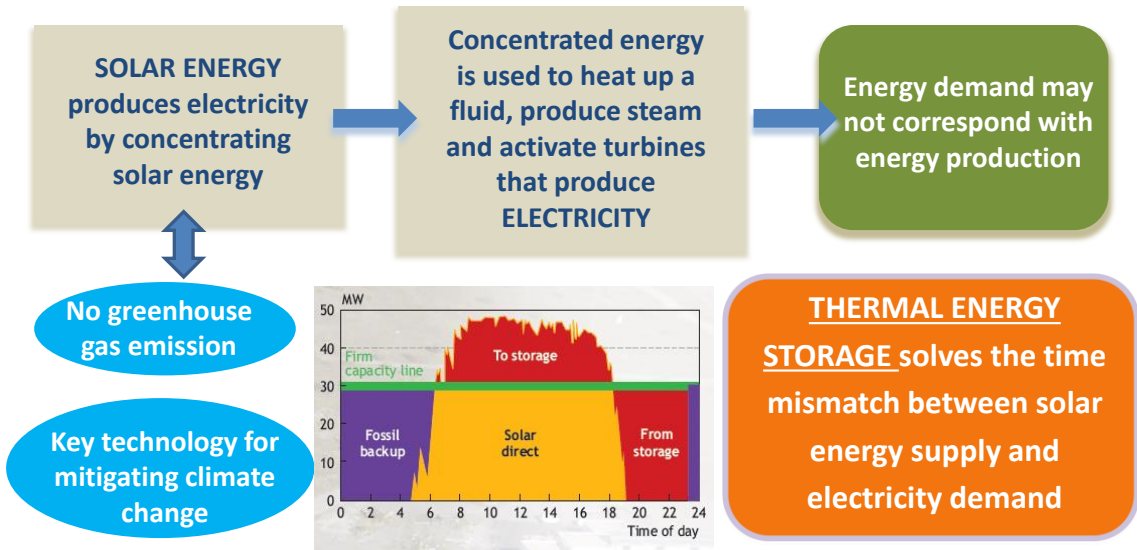 SOLAR ENERGY
produces electricity
by concentrating
solar energy
Concentrated energy
is used to heat up a
fluid, produce steam
and activate turbines
that produce
ELECTRICITY
Energy demand may
not correspond with
energy production
No greenhouse
gas emission
Key technology for
mitigating climate
change
MW
50
40
30
20
10
0
Firm
capacity line
To storage
Fossil
backup
Solar
direct
From
storage
0 2 4 6 8 10 12 14 16 18 20 22 24
Time of day
THERMAL ENERGY
STORAGE solves the time
mismatch between solar
energy supply and
electricity demand